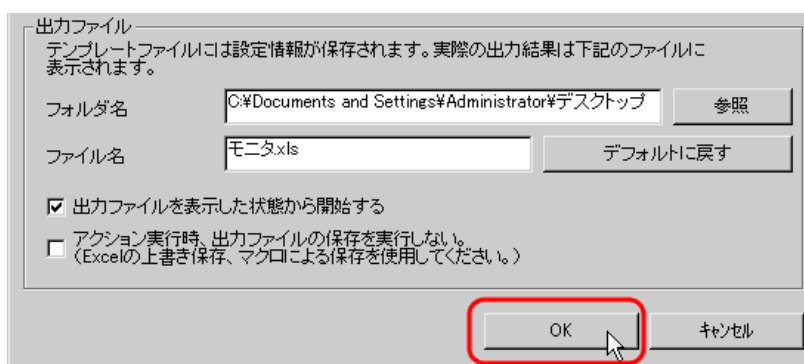 出力ファイル
テンプレートファイルには設定情報が保存されます。実際の出力結果は下記のファイルに
表示されます。
フォルダ名 C:¥Documents and Settings¥Administrator¥デスクトップ 参照
ファイル名 モニタ.xls デフォルトに戻す
出力ファイルを表示した状態から開始する
アクション実行時、出力ファイルの保存を実行しない。
(Excelの上書き保存、マクロによる保存を使用してください。)
OK キャンセル